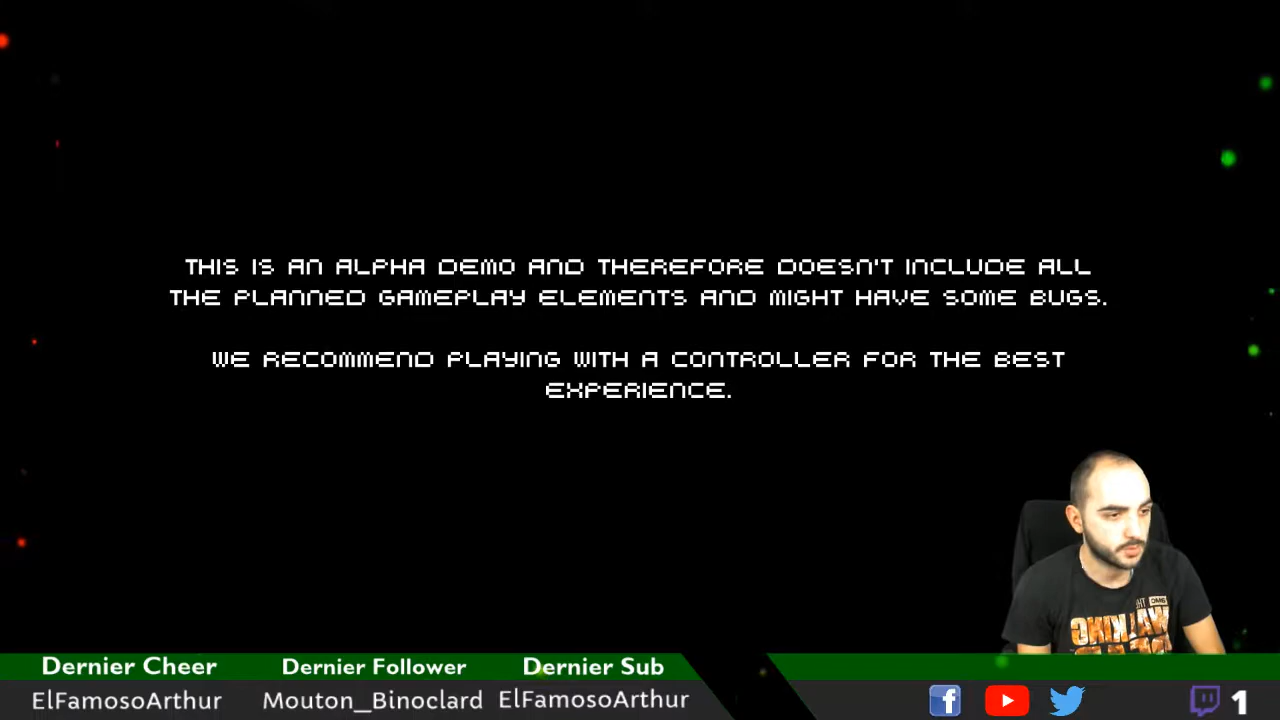 THIS IS AN ALPHA DEMO AND THEREFORE DOESN'T INCLUDE ALL
THE PLANNED GAMEPLAY ELEMENTS AND MIGHT HAVE SOME BUGS.
WE RECOMMEND PLAYING WITH A CONTROLLER FOR THE BEST
EXPERIENCE.
Dernier Cheer Dernier Follower Dernier Sub
ElFamosoArthur Mouton_Binoclard ElFamosoArthur
1